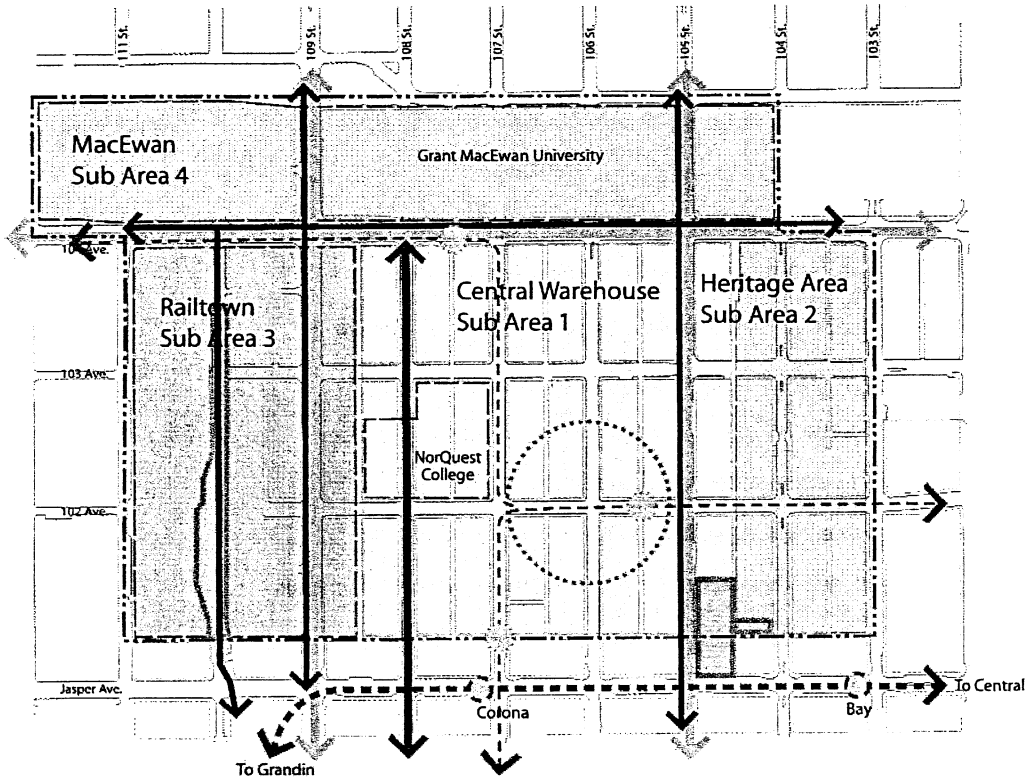 111 St.
109 St.
108 St.
107 St.
106 St.
105 St.
104 St.
103 St.
MacEwan
Sub Area 4
Grant MacEwan University
Ave.
Railtown
Sub Area 3
Central Warehouse
Sub Area 1
Heritage Area
Sub Area 2
103 Ave.
NorQuest
College
102 Ave.
Jasper Ave.
Corona
Bay
To Central
To Grandin